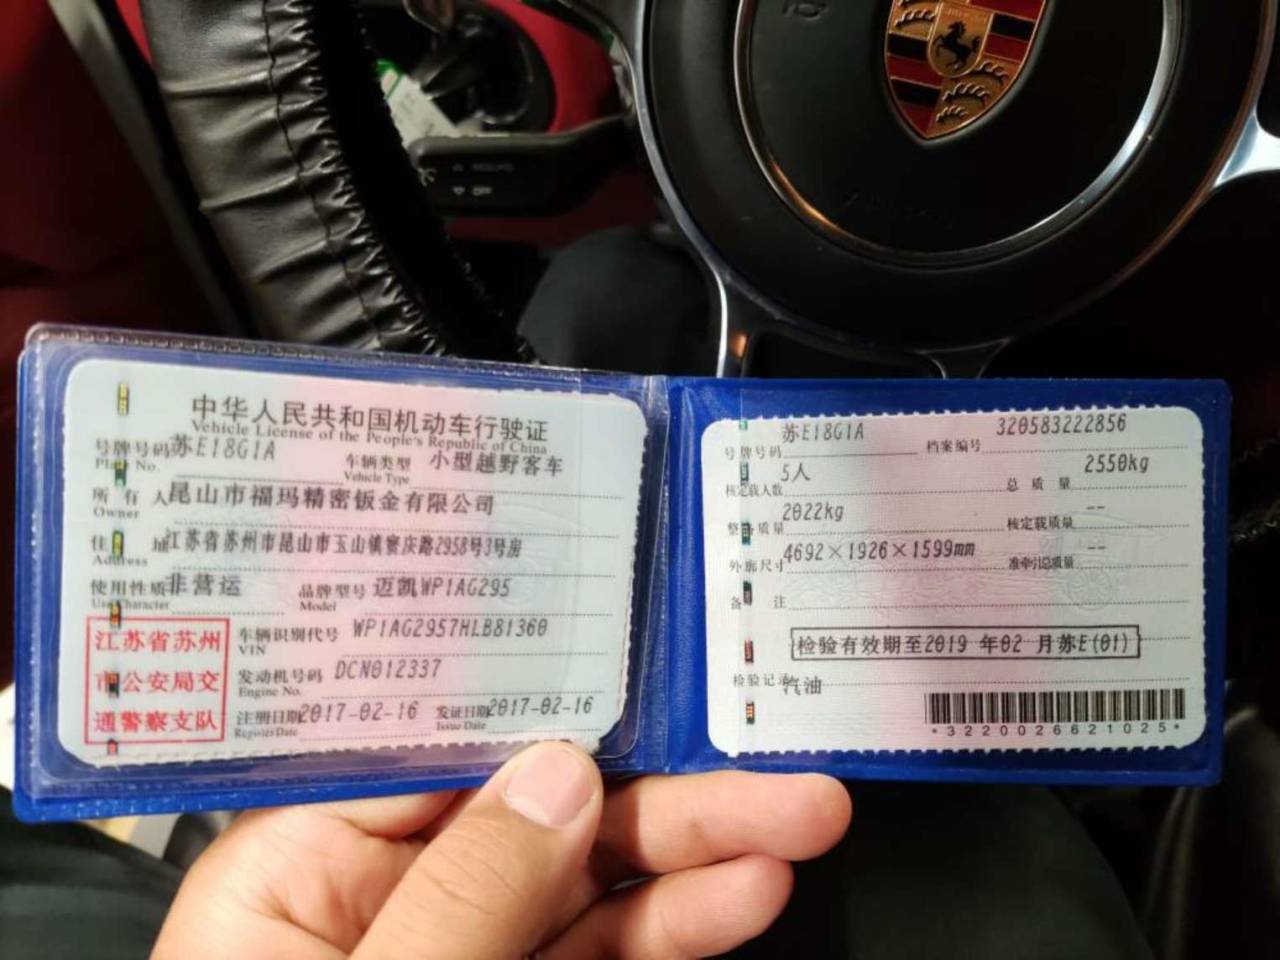 中华人民共和国机动车行驶证
Vehicle License of the People's Republic of China
号牌号码 苏E18G1A 车辆类型 小型越野客车
Plate No. Vehicle Type
所有人 昆山市福玛精密钣金有限公司
Owner
住址 江苏省苏州市昆山市玉山镇寰庆路2958号3号房
Address
使用性质 非营运 品牌型号 迈凯WP1AG295
Use Character Model
江苏省苏州
市公安局交
通警察支队
车辆识别代号 WP1AG2957HLB81360
VIN
发动机号码 DCN012337
Engine No.
注册日期 2017-02-16 发证日期 2017-02-16
Register Date Issue Date
号牌号码 苏E18G1A 档案编号 320583222856
核定载人数 5人 总质量 2550kg
整备质量 2022kg 核定载质量 --
外廓尺寸 4692×1926×1599mm 准牵引总质量 --
备注
检验有效期至2019年02月苏E(01)
检验记录 汽油
*3220026621025*